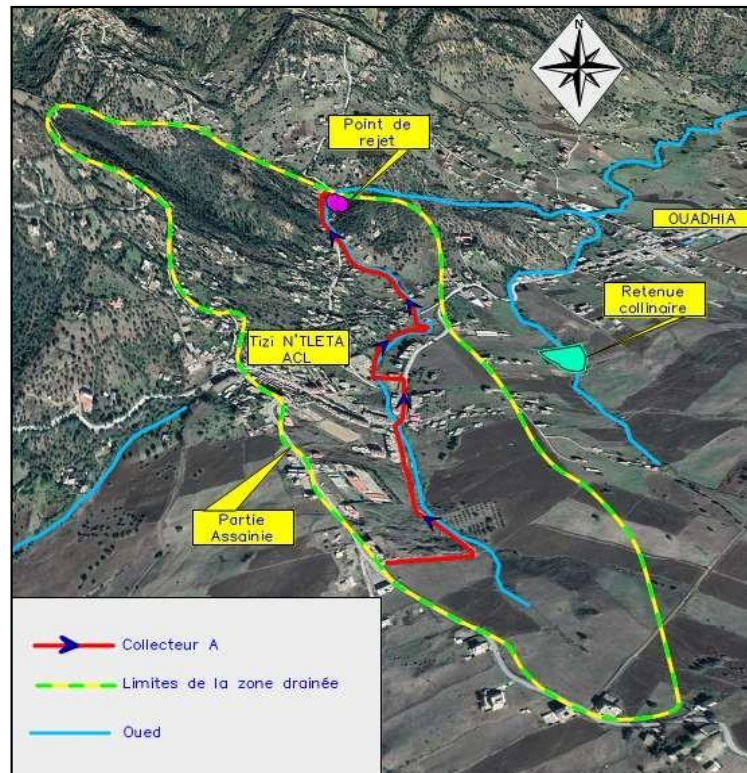 Point de
rejet
OUADHIA
Retenue
collinaire
Tizi N'TLETA
ACL
Partie
Assainie
Collecteur A
Limites de la zone drainée
Oued